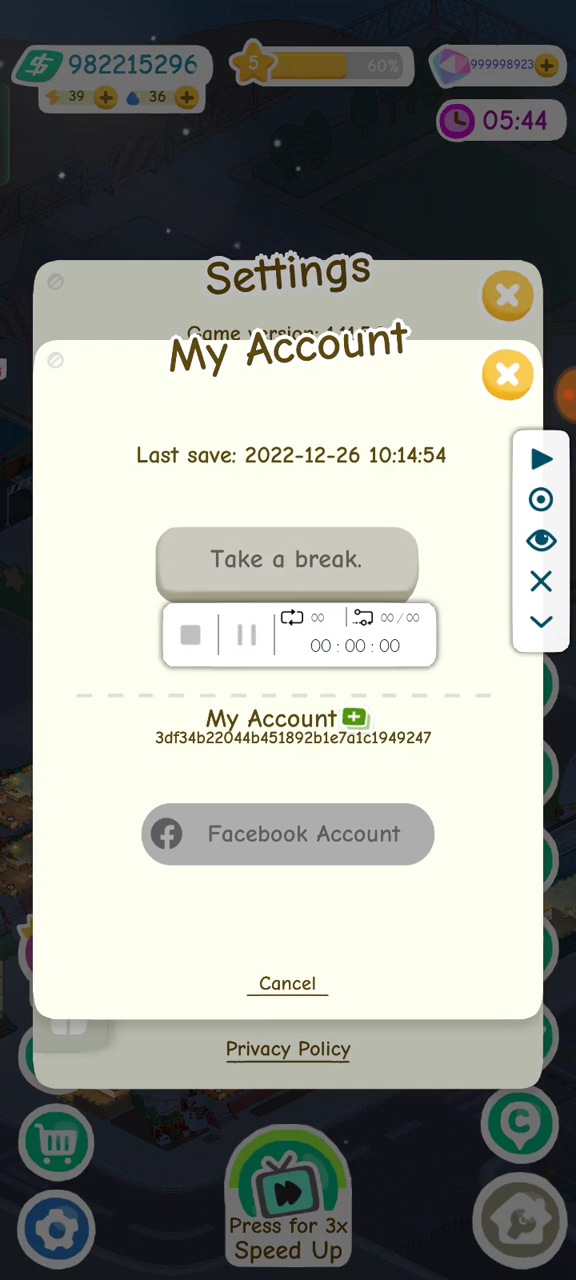 982215296
5
60%
999998923
39
36
05:44
Settings
My Account
Last save: 2022-12-26 10:14:54
Take a break.
∞
∞/∞
00 : 00 : 00
My Account
3df34b22044b451892b1e7a1c1949247
Facebook Account
Cancel
Privacy Policy
Press for 3x
Speed Up